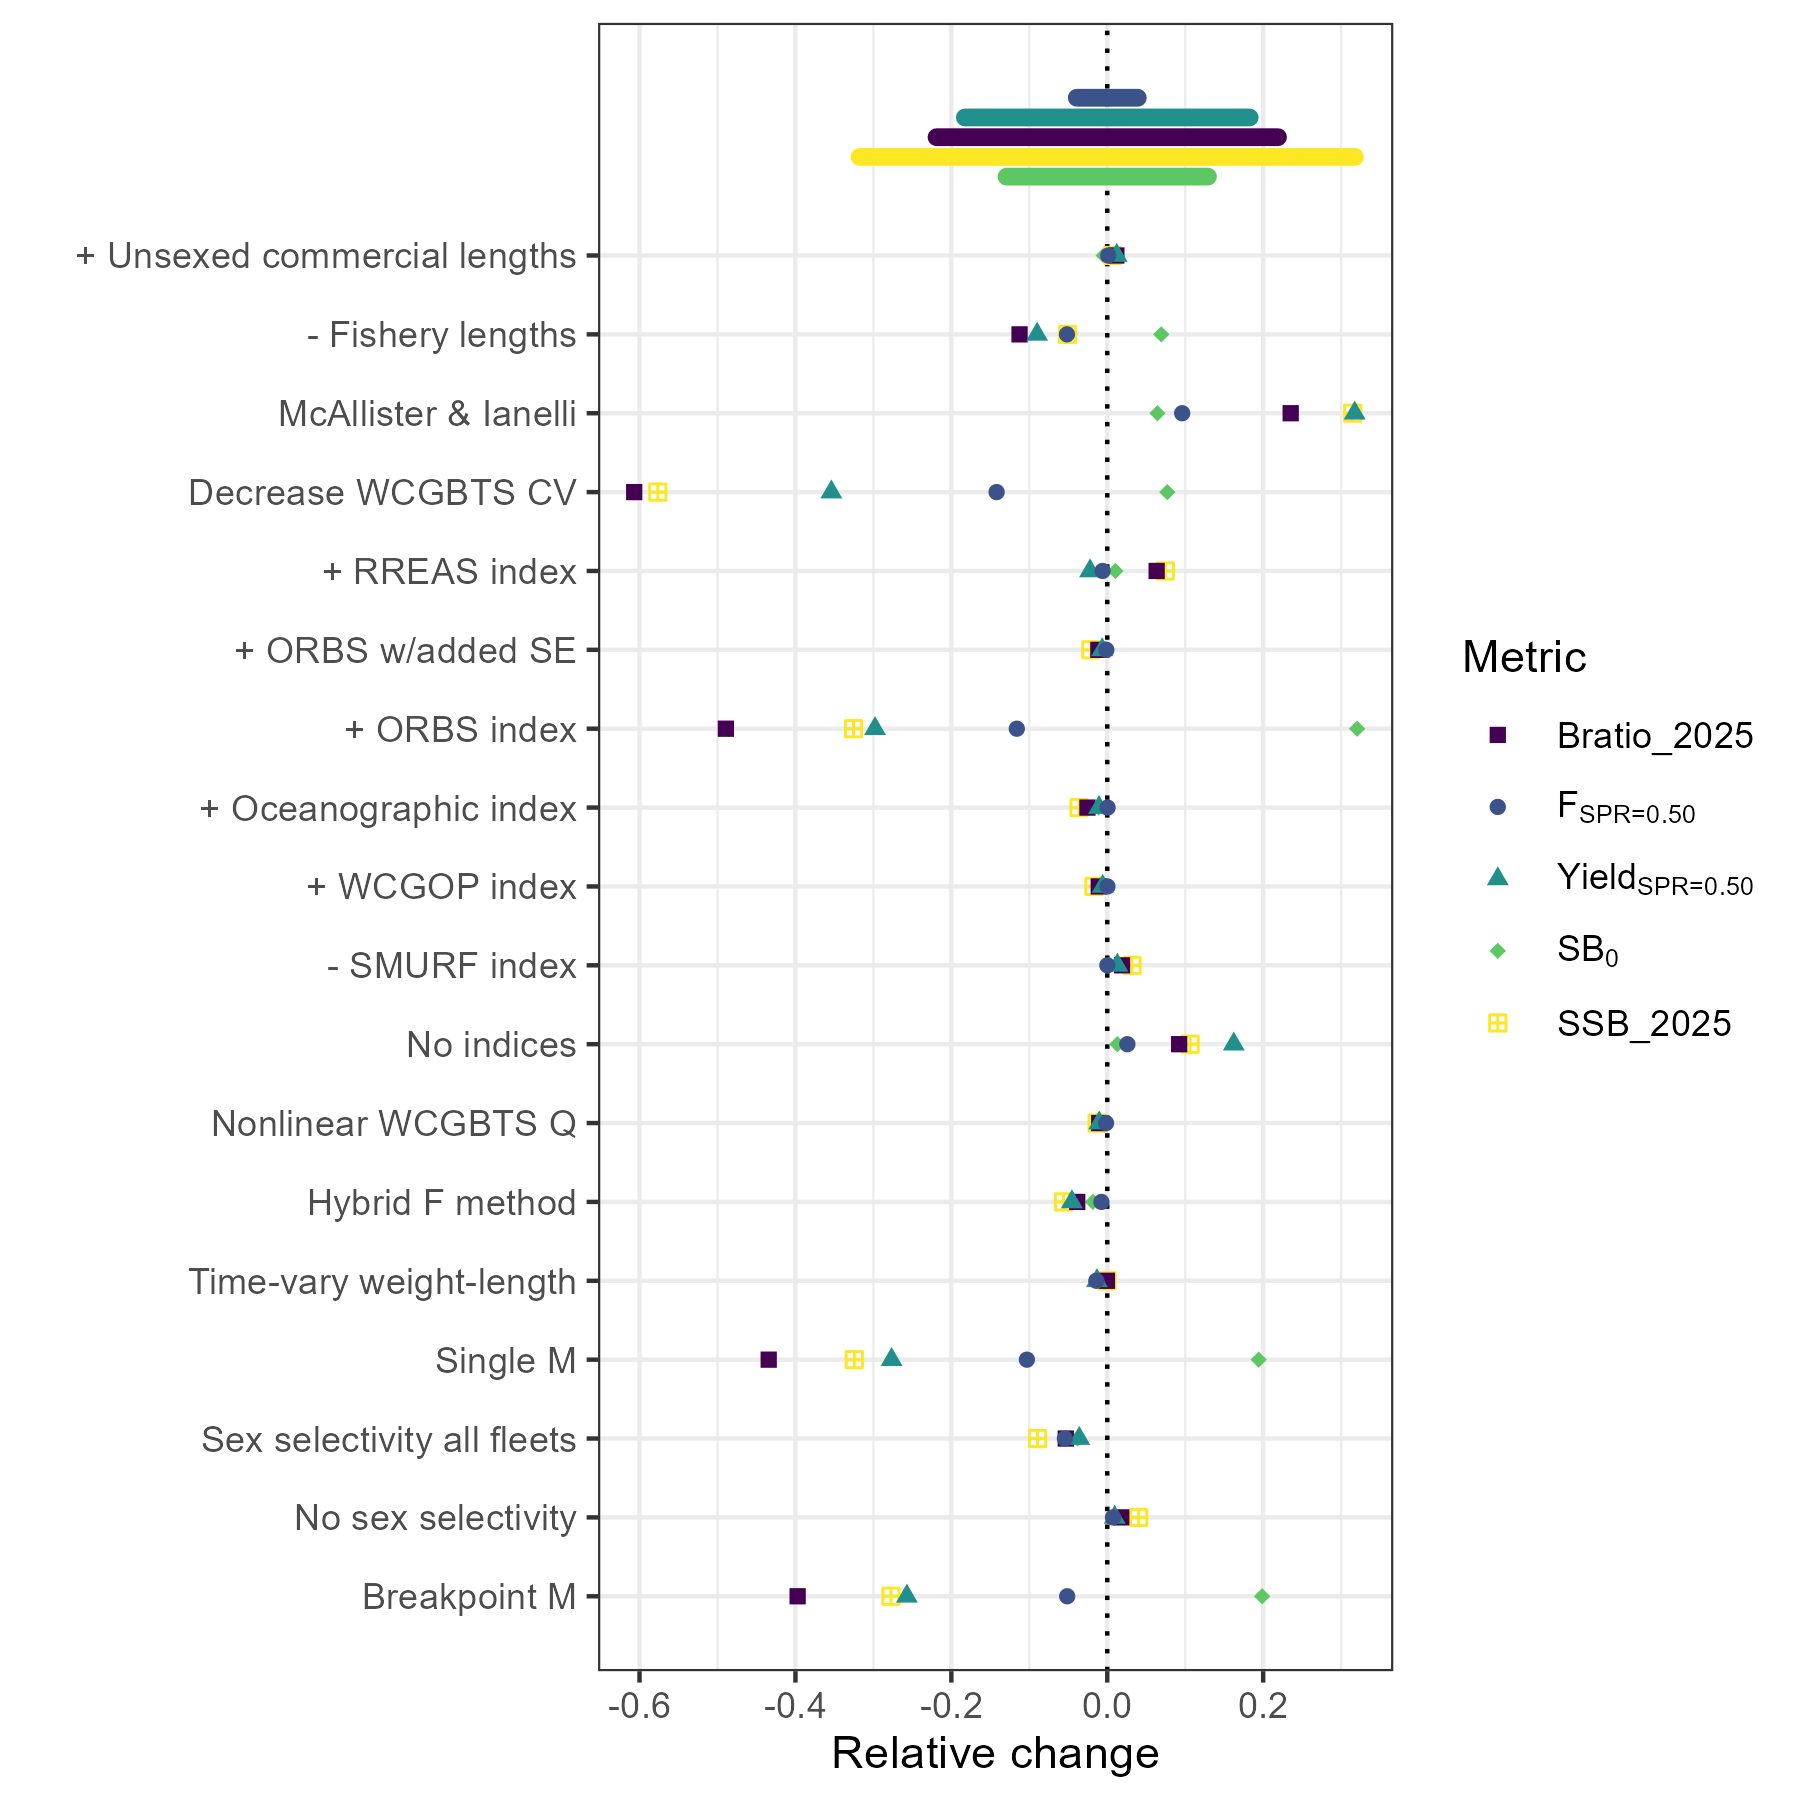 + Unsexed commercial lengths
- Fishery lengths
McAllister & Ianelli
Decrease WCGBTS CV
+ RREAS index
+ ORBS w/added SE
+ ORBS index
+ Oceanographic index
+ WCGOP index
- SMURF index
No indices
Nonlinear WCGBTS Q
Hybrid F method
Time-vary weight-length
Single M
Sex selectivity all fleets
No sex selectivity
Breakpoint M
-0.6 -0.4 -0.2 0.0 0.2
Relative change
Metric
Bratio_2025
FSPR=0.50
YieldSPR=0.50
SB0
SSB_2025